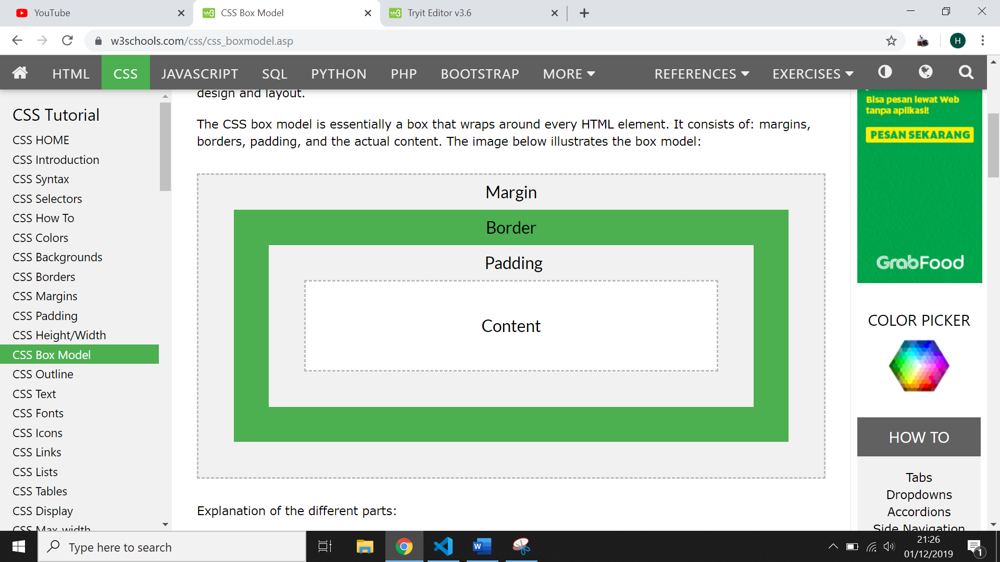 YouTube
CSS Box Model
Tryit Editor v3.6
w3schools.com/css/css_boxmodel.asp
H
HTML
CSS
JAVASCRIPT
SQL
PYTHON
PHP
BOOTSTRAP
MORE
REFERENCES
EXERCISES
CSS Tutorial
CSS HOME
CSS Introduction
CSS Syntax
CSS Selectors
CSS How To
CSS Colors
CSS Backgrounds
CSS Borders
CSS Margins
CSS Padding
CSS Height/Width
CSS Box Model
CSS Outline
CSS Text
CSS Fonts
CSS Icons
CSS Links
CSS Lists
CSS Tables
CSS Display
CSS Max-width
design and layout.
The CSS box model is essentially a box that wraps around every HTML element. It consists of: margins,
borders, padding, and the actual content. The image below illustrates the box model:
Margin
Border
Padding
Content
Explanation of the different parts:
Bisa pesan lewat Web
tanpa aplikasi!
PESAN SEKARANG
GrabFood
COLOR PICKER
HOW TO
Tabs
Dropdowns
Accordions
Side Navigation
Type here to search
21:26
01/12/2019
1